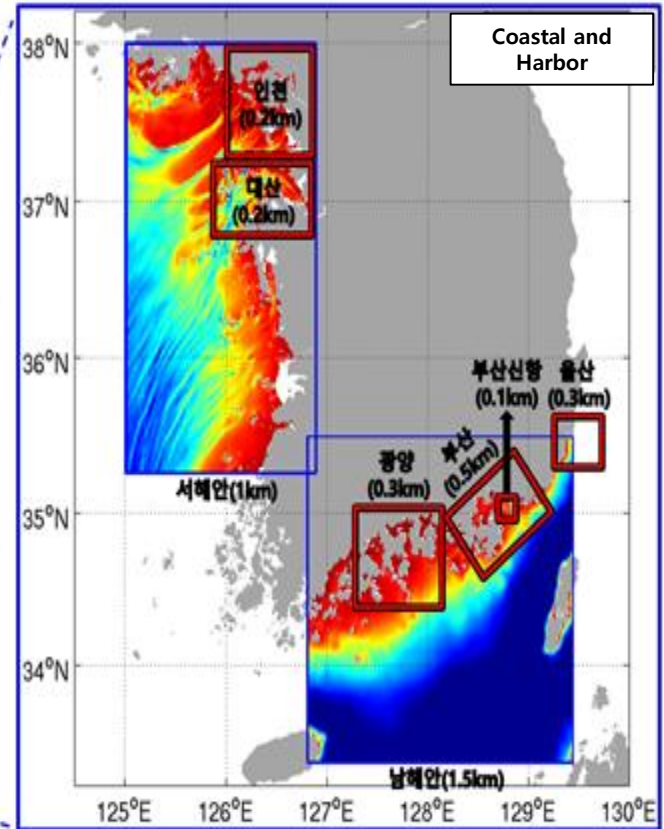 Coastal and
Harbor
38°N
37°N
36°N
35°N
34°N
인천
(0.2km)
대산
(0.2km)
서해안(1km)
부산신항
(0.1km)
울산
(0.3km)
광양
(0.3km)
부산
(0.5km)
남해안(1.5km)
125°E
126°E
127°E
128°E
129°E
130°E